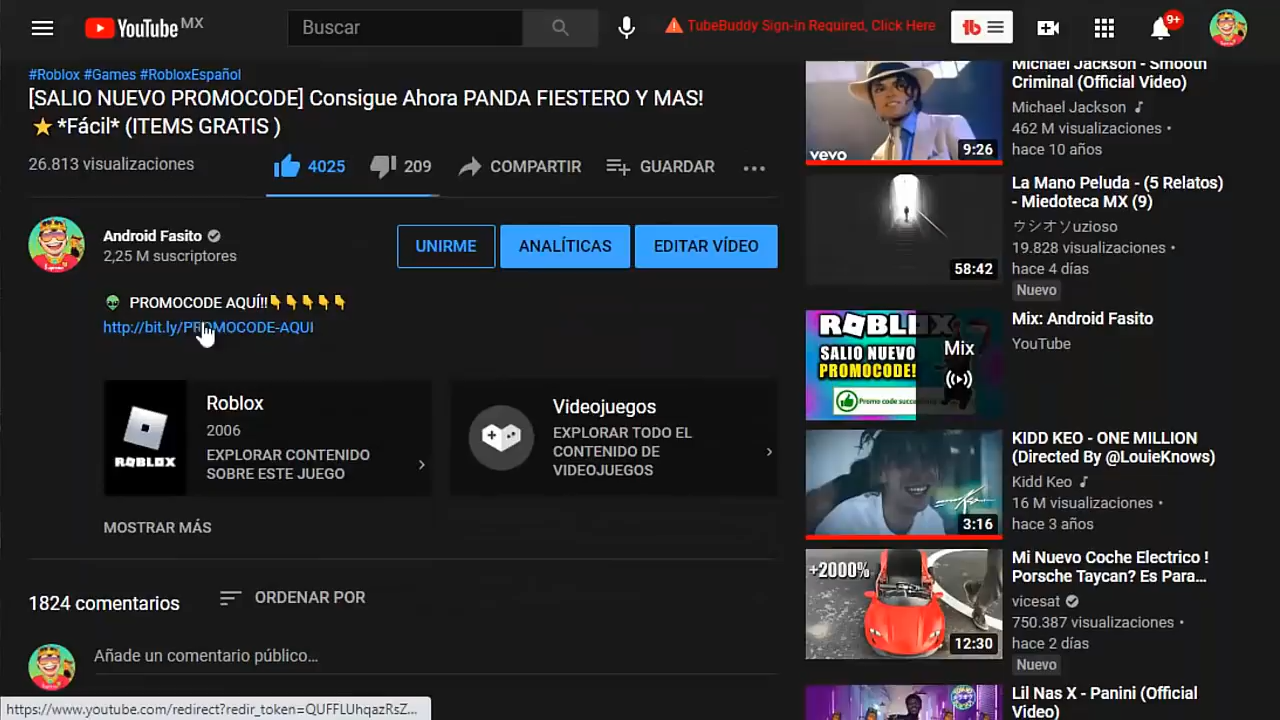 YouTube MX
Buscar
TubeBuddy Sign-in Required, Click Here
tb
9+
#Roblox #Games #RobloxEspañol
[SALIO NUEVO PROMOCODE] Consigue Ahora PANDA FIESTERO Y MAS!
⭐*Fácil* (ITEMS GRATIS )
26.813 visualizaciones
4025
209
COMPARTIR
GUARDAR
Android Fasito
2,25 M suscriptores
UNIRME
ANALÍTICAS
EDITAR VÍDEO
👽 PROMOCODE AQUÍ!!👇👇👇👇👇
http://bit.ly/PROMOCODE-AQUI
ROBLOX
Roblox
2006
EXPLORAR CONTENIDO
SOBRE ESTE JUEGO
Videojuegos
EXPLORAR TODO EL
CONTENIDO DE
VIDEOJUEGOS
MOSTRAR MÁS
1824 comentarios
ORDENAR POR
Añade un comentario público...
https://www.youtube.com/redirect?redir_token=QUFFLUhqazRsZ...
vevo
9:26
Michael Jackson - Smooth
Criminal (Official Video)
Michael Jackson
462 M visualizaciones •
hace 10 años
58:42
La Mano Peluda - (5 Relatos)
- Miedoteca MX (9)
ウシオソuzioso
19.828 visualizaciones •
hace 4 días
Nuevo
ROBLOX
SALIO NUEVO
PROMOCODE!
Promo code succe
Mix
Mix: Android Fasito
YouTube
3:16
KIDD KEO - ONE MILLION
(Directed By @LouieKnows)
Kidd Keo
16 M visualizaciones •
hace 3 años
+2000%
12:30
Mi Nuevo Coche Electrico !
Porsche Taycan? Es Para...
vicesat
750.387 visualizaciones •
hace 2 días
Nuevo
Lil Nas X - Panini (Official
Video)